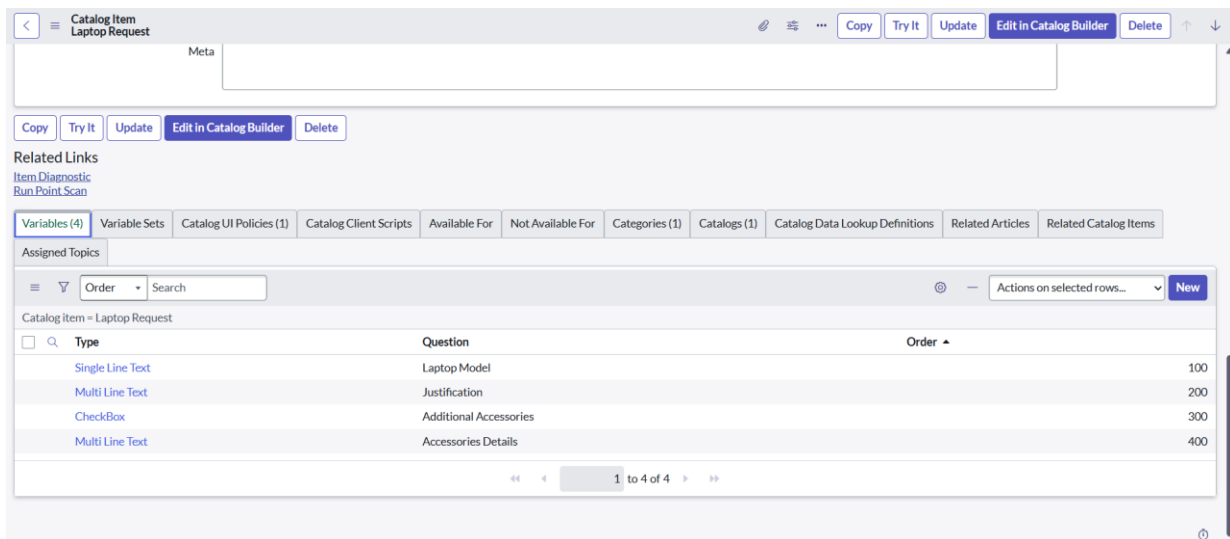 Catalog Item
Laptop Request
Copy Try It Update Edit in Catalog Builder Delete
Meta
Copy Try It Update Edit in Catalog Builder Delete
Related Links
Item Diagnostic
Run Point Scan
Variables (4) Variable Sets Catalog UI Policies (1) Catalog Client Scripts Available For Not Available For Categories (1) Catalogs (1) Catalog Data Lookup Definitions Related Articles Related Catalog Items
Assigned Topics
Order Search Actions on selected rows... New
Catalog item = Laptop Request
Type Question Order
Single Line Text Laptop Model 100
Multi Line Text Justification 200
CheckBox Additional Accessories 300
Multi Line Text Accessories Details 400
1 to 4 of 4